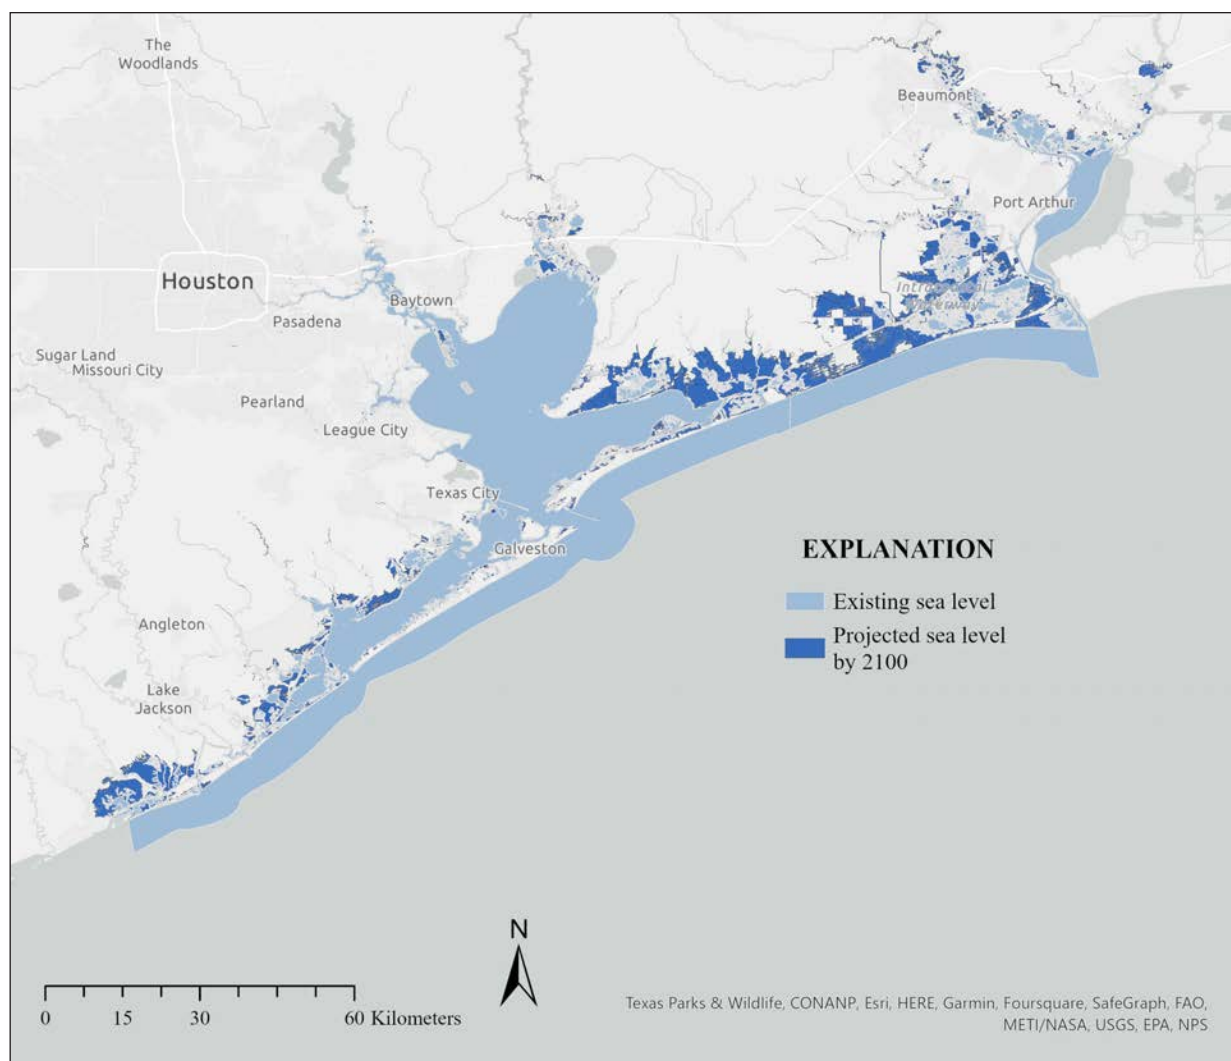 The
Woodlands
Beaumont
Port Arthur
Houston
Baytown
Intracoastal
Waterway
Pasadena
Sugar Land
Missouri City
Pearland
League City
Texas City
Galveston
EXPLANATION
Existing sea level
Projected sea level
by 2100
Angleton
Lake
Jackson
N
0 15 30 60 Kilometers
Texas Parks & Wildlife, CONANP, Esri, HERE, Garmin, Foursquare, SafeGraph, FAO,
METI/NASA, USGS, EPA, NPS